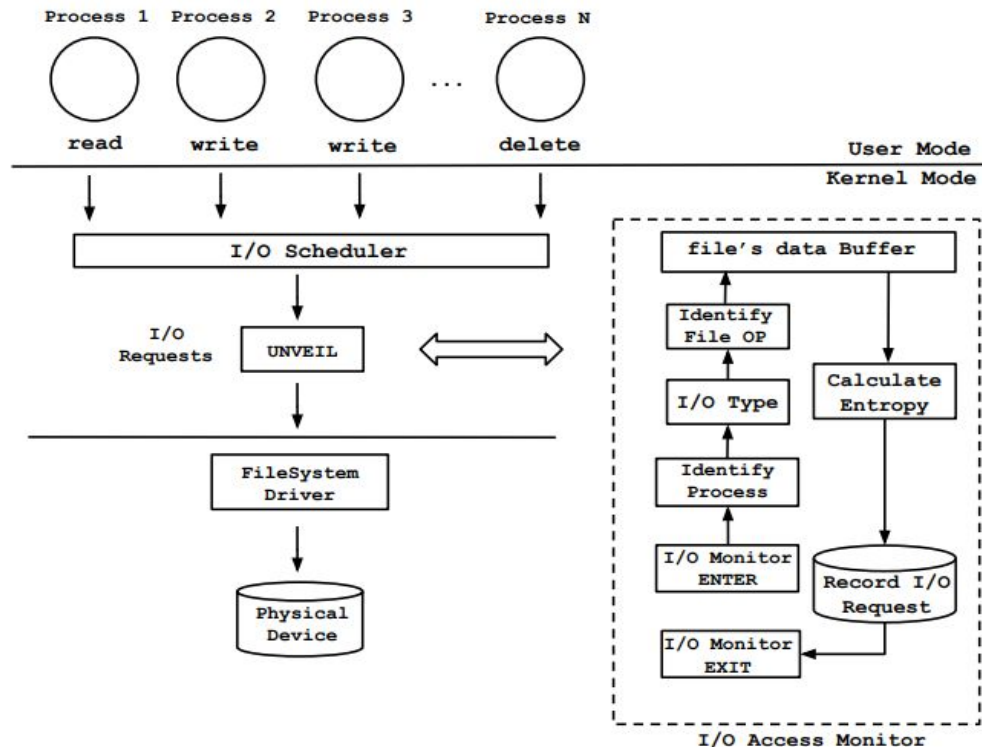 Process 1
Process 2
Process 3
Process N
...
read
write
write
delete
User Mode
Kernel Mode
I/O Scheduler
I/O
Requests
UNVEIL
FileSystem
Driver
Physical
Device
file's data Buffer
Identify
File OP
I/O Type
Identify
Process
I/O Monitor
ENTER
Calculate
Entropy
Record I/O
Request
I/O Monitor
EXIT
I/O Access Monitor